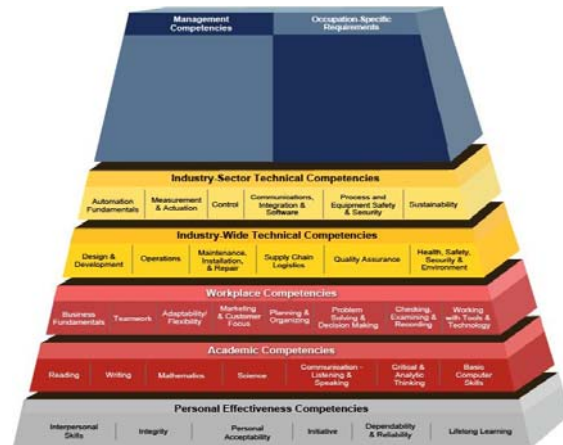 Management
Competencies
Occupation-Specific
Requirements
Industry-Sector Technical Competencies
Automation
Fundamentals
Measurement
& Actuation
Control
Communications,
Integration &
Software
Process and
Equipment Safety
& Security
Sustainability
Industry-Wide Technical Competencies
Design &
Development
Operations
Maintenance,
Installation,
& Repair
Supply Chain
Logistics
Quality Assurance
Health, Safety,
Security &
Environment
Workplace Competencies
Business
Fundamentals
Teamwork
Adaptability/
Flexibility
Marketing
& Customer
Focus
Planning &
Organizing
Problem
Solving &
Decision Making
Checking,
Examining &
Recording
Working
with Tools &
Technology
Academic Competencies
Reading
Writing
Mathematics
Science
Communication -
Listening &
Speaking
Critical &
Analytic
Thinking
Basic
Computer
Skills
Personal Effectiveness Competencies
Interpersonal
Skills
Integrity
Personal
Acceptability
Initiative
Dependability
& Reliability
Lifelong Learning